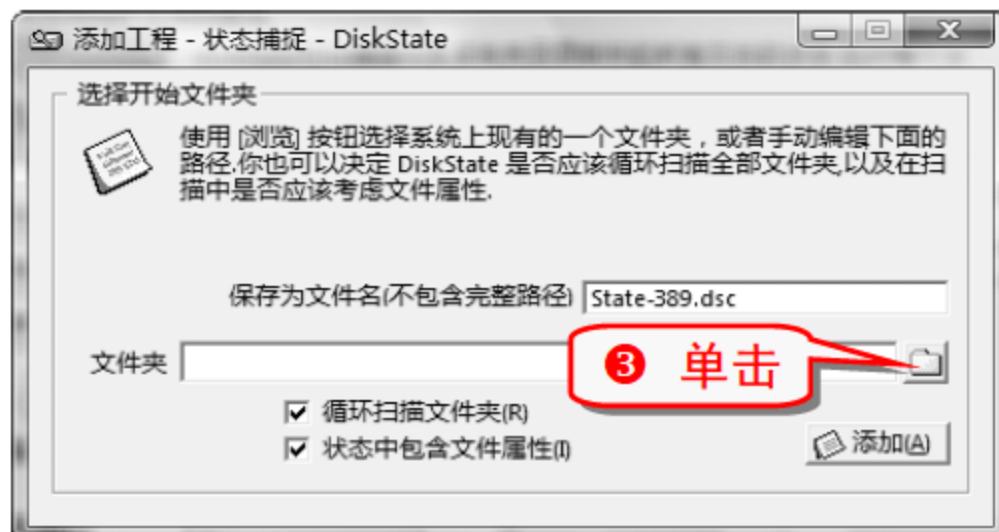 添加工程 - 状态捕捉 - DiskState
选择开始文件夹
使用 [浏览] 按钮选择系统上现有的一个文件夹，或者手动编辑下面的
路径.你也可以决定 DiskState 是否应该循环扫描全部文件夹,以及在扫
描中是否应该考虑文件属性.
保存为文件名(不包含完整路径) State-389.dsc
文件夹
❸ 单击
循环扫描文件夹(R)
状态中包含文件属性(I)
添加(A)